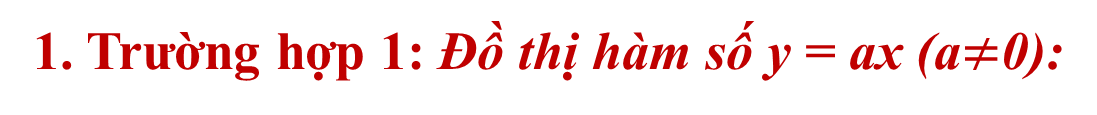 1. Trường hợp 1: Đồ thị hàm số y = ax (a≠0):